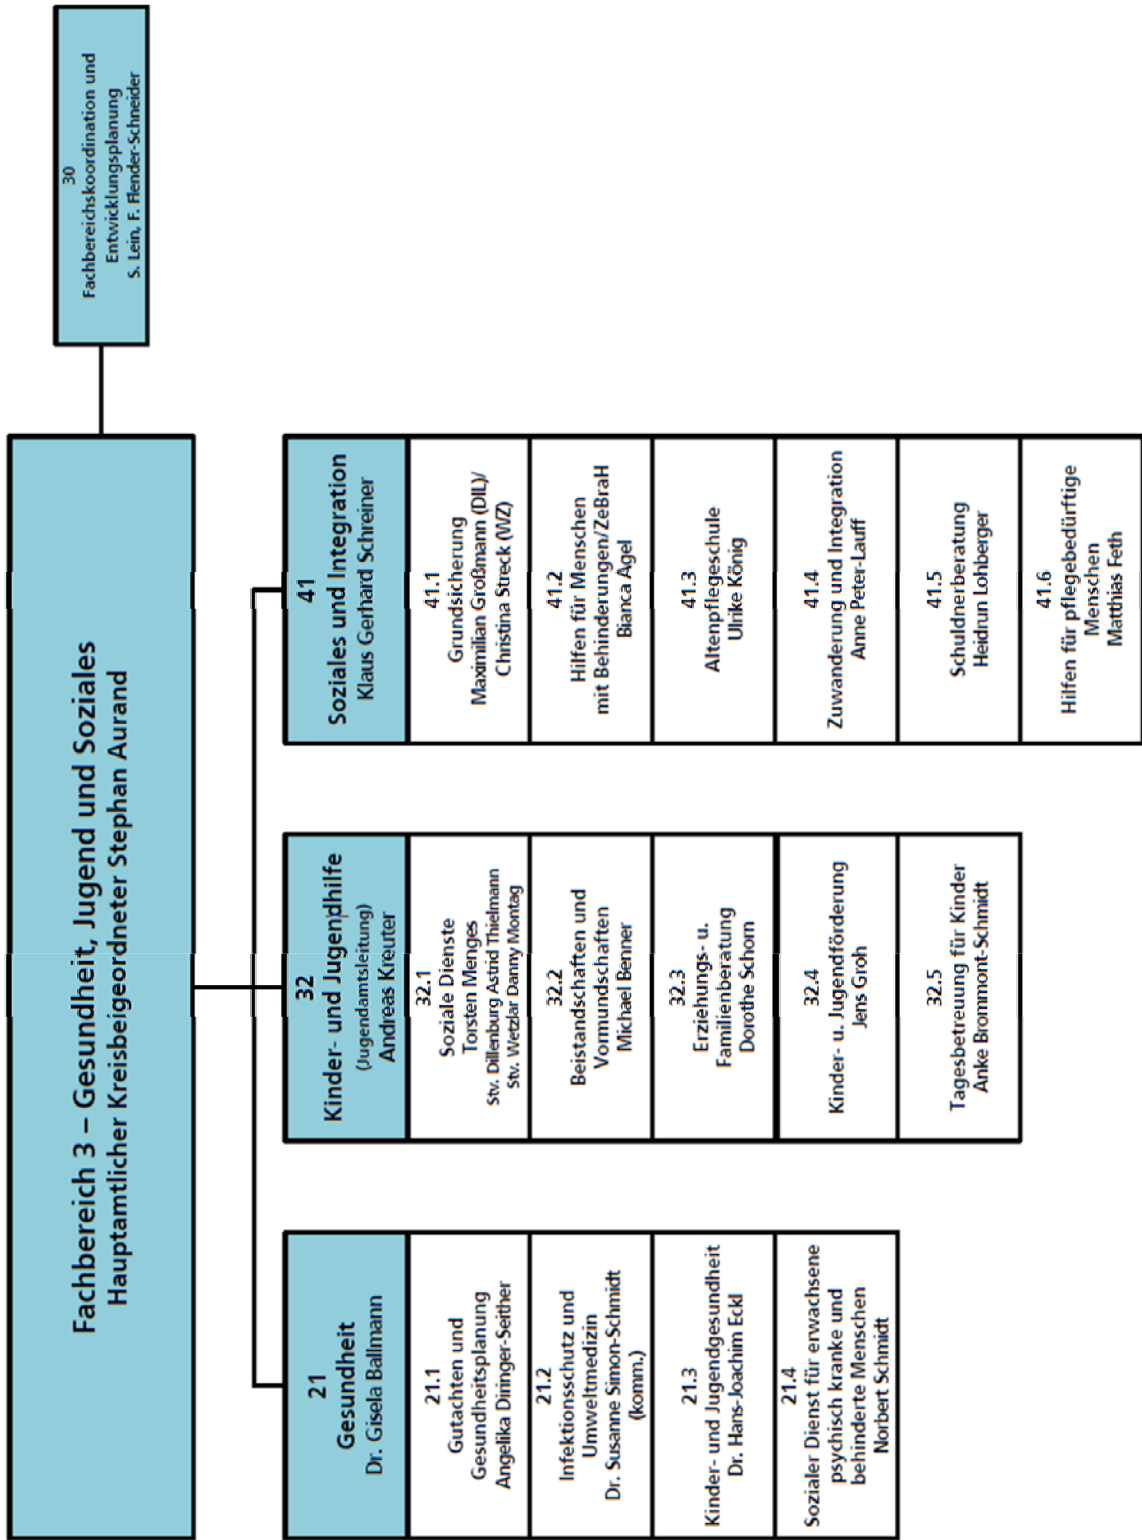 Fachbereich 3 – Gesundheit, Jugend und Soziales
Hauptamtlicher Kreisbeigeordneter Stephan Aurand
30
Fachbereichskoordination und
Entwicklungsplanung
S. Lein, F. Flender-Schneider
21
Gesundheit
Dr. Gisela Ballmann
21.1
Gutachten und
Gesundheitsplanung
Angelika Diringer-Seither
21.2
Infektionsschutz und
Umweltmedizin
Dr. Susanne Simon-Schmidt
(komm.)
21.3
Kinder- und Jugendgesundheit
Dr. Hans-Joachim Eckl
21.4
Sozialer Dienst für erwachsene
psychisch kranke und
behinderte Menschen
Norbert Schmidt
32
Kinder- und Jugendhilfe
(Jugendamtsleitung)
Andreas Kreuter
32.1
Soziale Dienste
Torsten Menges
Stv. Dillenburg Astrid Thielmann
Stv. Wetzlar Danny Montag
32.2
Beistandschaften und
Vormundschaften
Michael Benner
32.3
Erziehungs- u.
Familienberatung
Dorothe Schorn
32.4
Kinder- u. Jugendförderung
Jens Groh
32.5
Tagesbetreuung für Kinder
Anke Brommont-Schmidt
41
Soziales und Integration
Klaus Gerhard Schreiner
41.1
Grundsicherung
Maximilian Großmann (DIL)/
Christina Streck (WZ)
41.2
Hilfen für Menschen
mit Behinderungen/ZeBraH
Bianca Agel
41.3
Altenpflegeschule
Ulrike König
41.4
Zuwanderung und Integration
Anne Peter-Lauff
41.5
Schuldnerberatung
Heidrun Lohberger
41.6
Hilfen für pflegebedürftige
Menschen
Matthias Feth